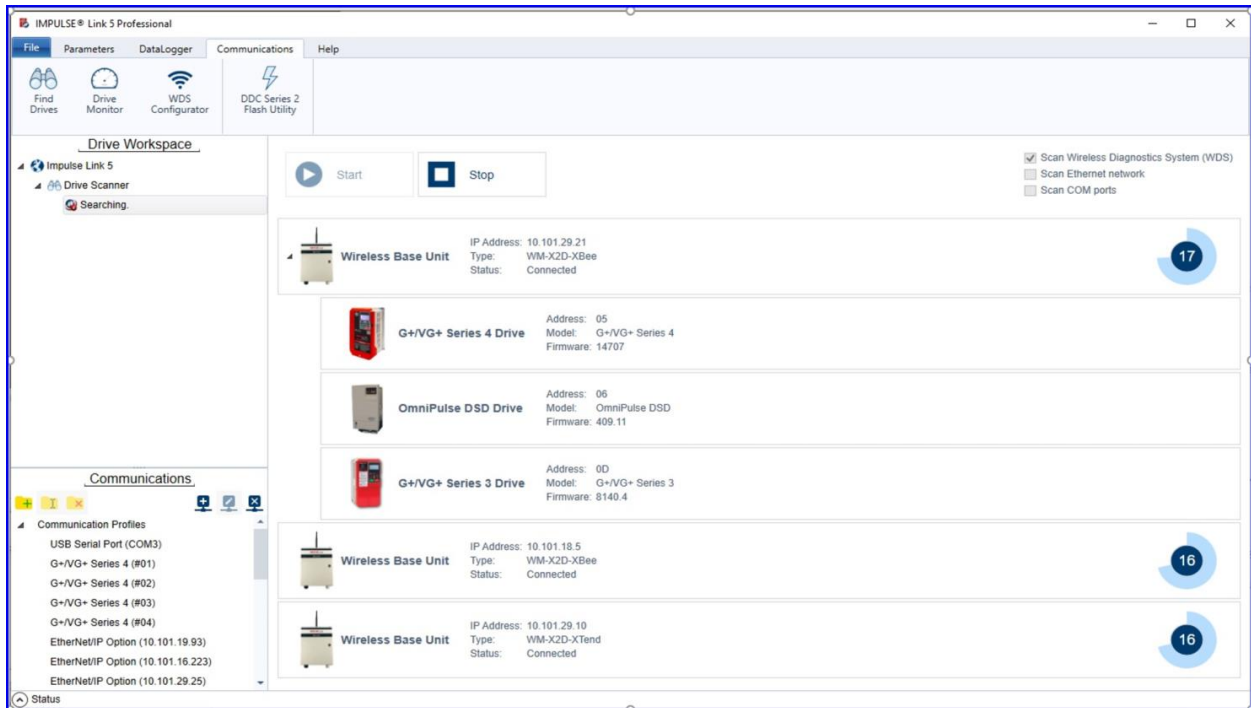 IMPULSE® Link 5 Professional
File Parameters DataLogger Communications Help
Find Drives
Drive Monitor
WDS Configurator
DDC Series 2 Flash Utility
Drive Workspace
Impulse Link 5
Drive Scanner
Searching.
Communications
Communication Profiles
USB Serial Port (COM3)
G+/VG+ Series 4 (#01)
G+/VG+ Series 4 (#02)
G+/VG+ Series 4 (#03)
G+/VG+ Series 4 (#04)
EtherNet/IP Option (10.101.19.93)
EtherNet/IP Option (10.101.16.223)
EtherNet/IP Option (10.101.29.25)
Start
Stop
Scan Wireless Diagnostics System (WDS)
Scan Ethernet network
Scan COM ports
Wireless Base Unit
IP Address: 10.101.29.21
Type: WM-X2D-XBee
Status: Connected
17
G+/VG+ Series 4 Drive
Address: 05
Model: G+/VG+ Series 4
Firmware: 14707
OmniPulse DSD Drive
Address: 06
Model: OmniPulse DSD
Firmware: 409.11
G+/VG+ Series 3 Drive
Address: 0D
Model: G+/VG+ Series 3
Firmware: 8140.4
Wireless Base Unit
IP Address: 10.101.18.5
Type: WM-X2D-XBee
Status: Connected
16
Wireless Base Unit
IP Address: 10.101.29.10
Type: WM-X2D-XTend
Status: Connected
16
Status